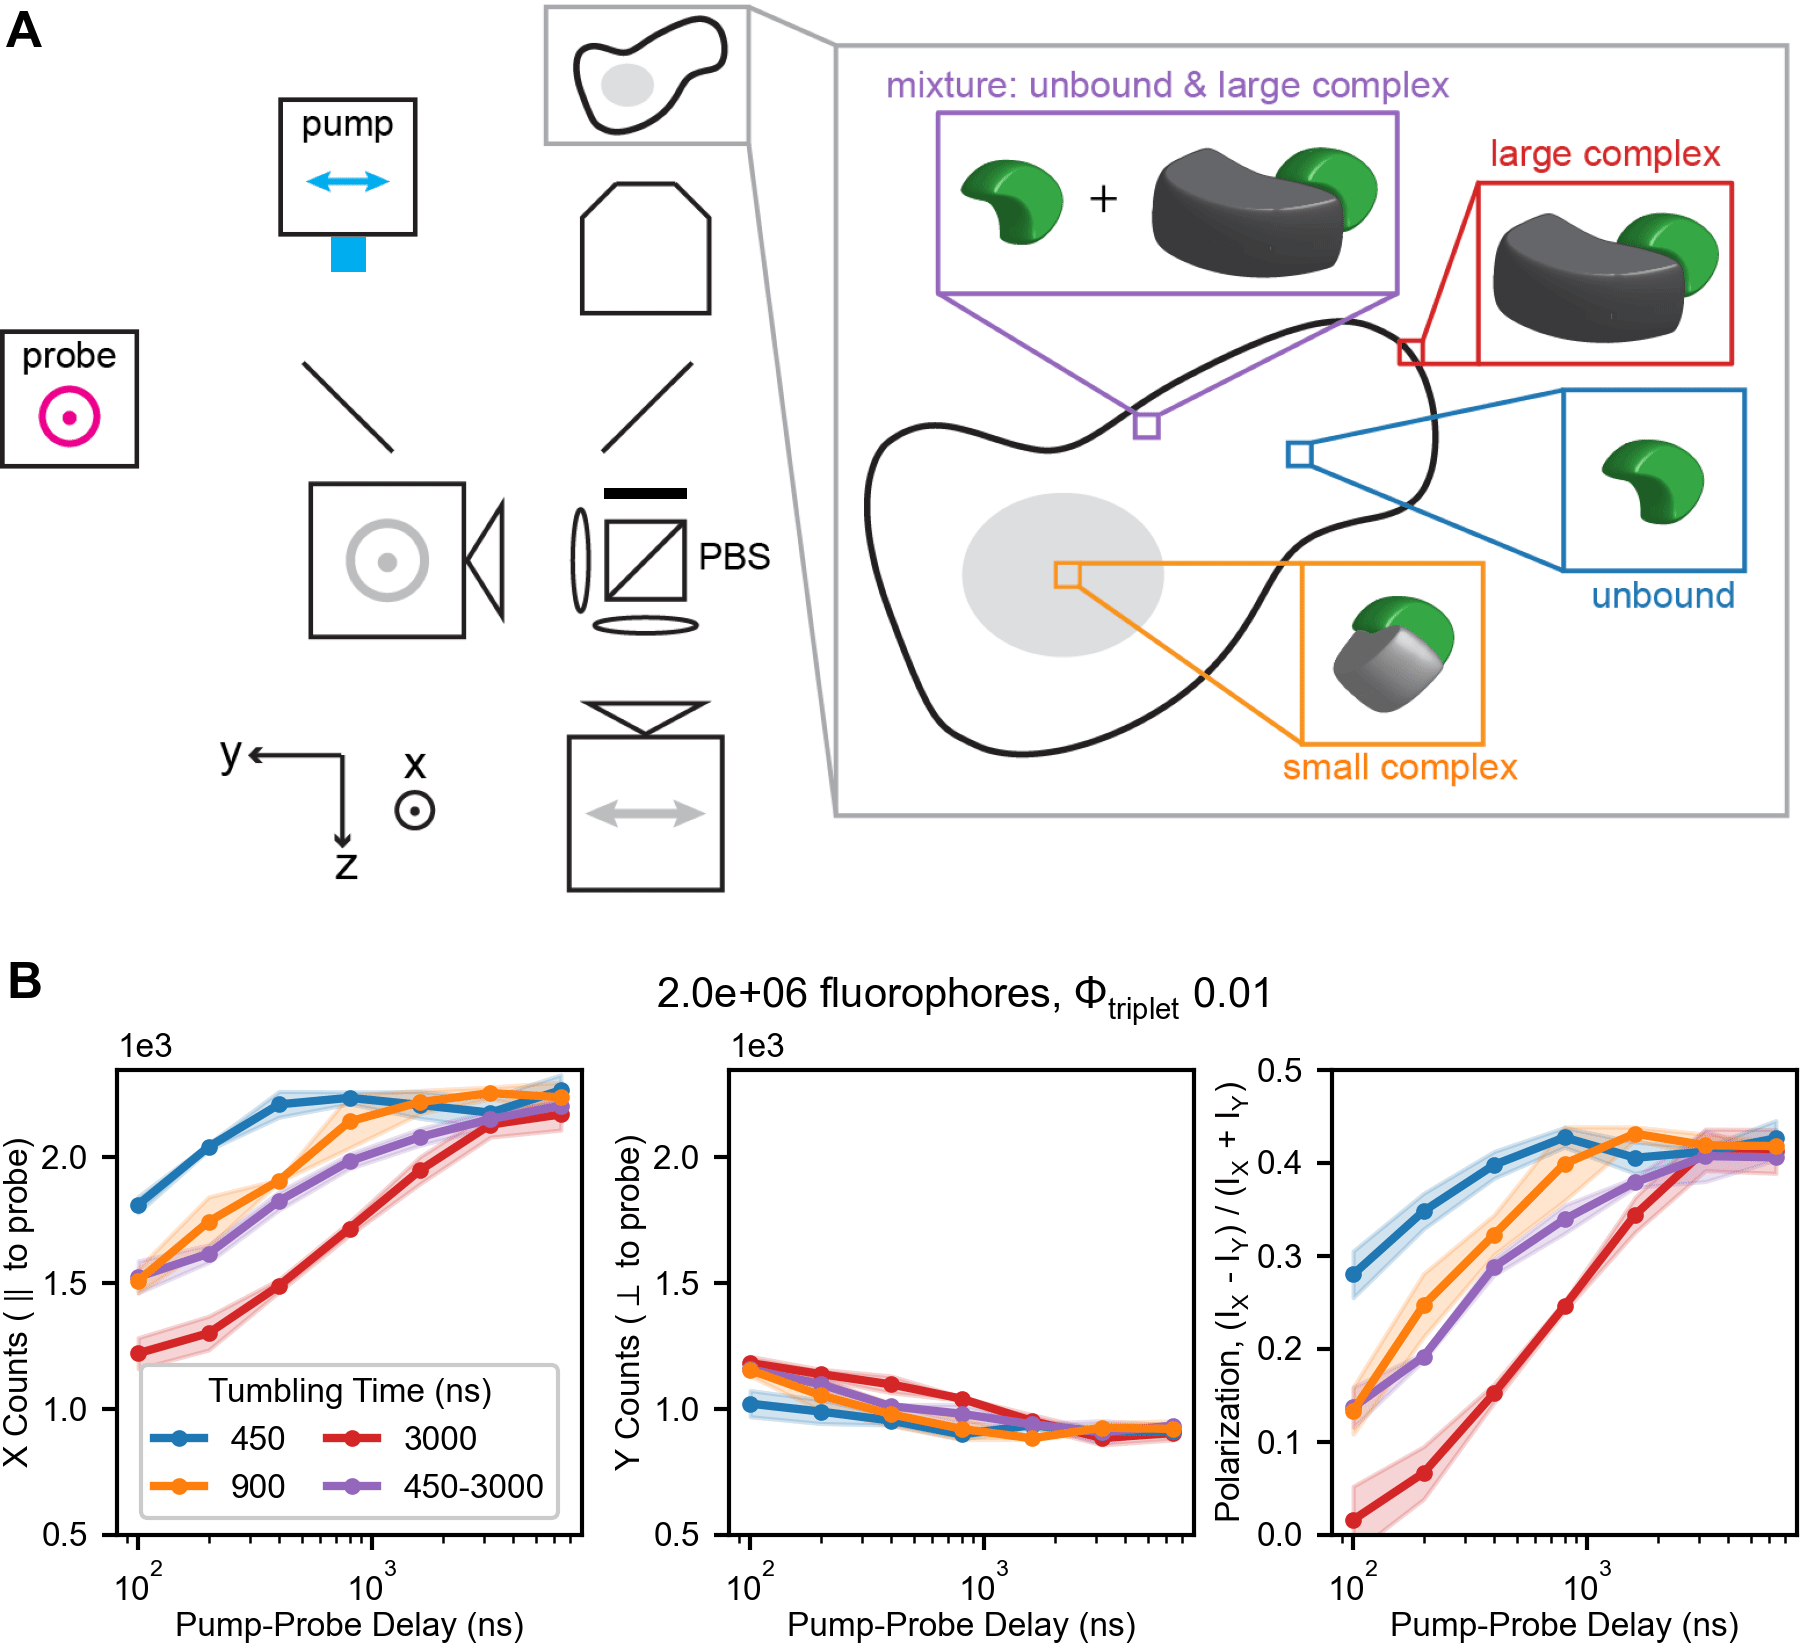 A
pump
probe
PBS
y
x
z
mixture: unbound & large complex
+
large complex
unbound
small complex
B
2.0e+06 fluorophores, Φtriplet 0.01
1e3
X Counts ( ∥ to probe)
2.0
1.5
1.0
0.5
Tumbling Time (ns)
450
3000
900
450-3000
10²
10³
Pump-Probe Delay (ns)
1e3
Y Counts ( ⊥ to probe)
2.0
1.5
1.0
0.5
10²
10³
Pump-Probe Delay (ns)
Polarization, (IX - IY) / (IX + IY)
0.5
0.4
0.3
0.2
0.1
0.0
10²
10³
Pump-Probe Delay (ns)